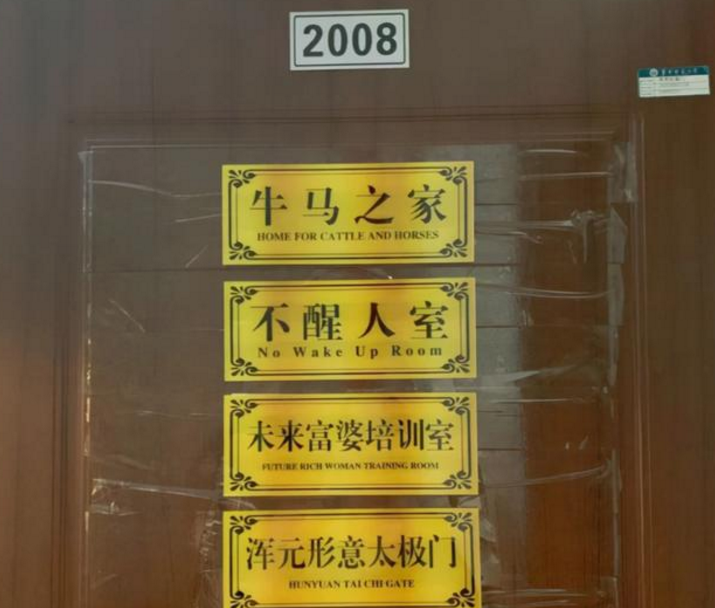 2008
牛马之家
HOME FOR CATTLE AND HORSES
不醒人室
No Wake Up Room
未来富婆培训室
FUTURE RICH WOMAN TRAINING ROOM
浑元形意太极门
HUNYUAN TAI CHI GATE